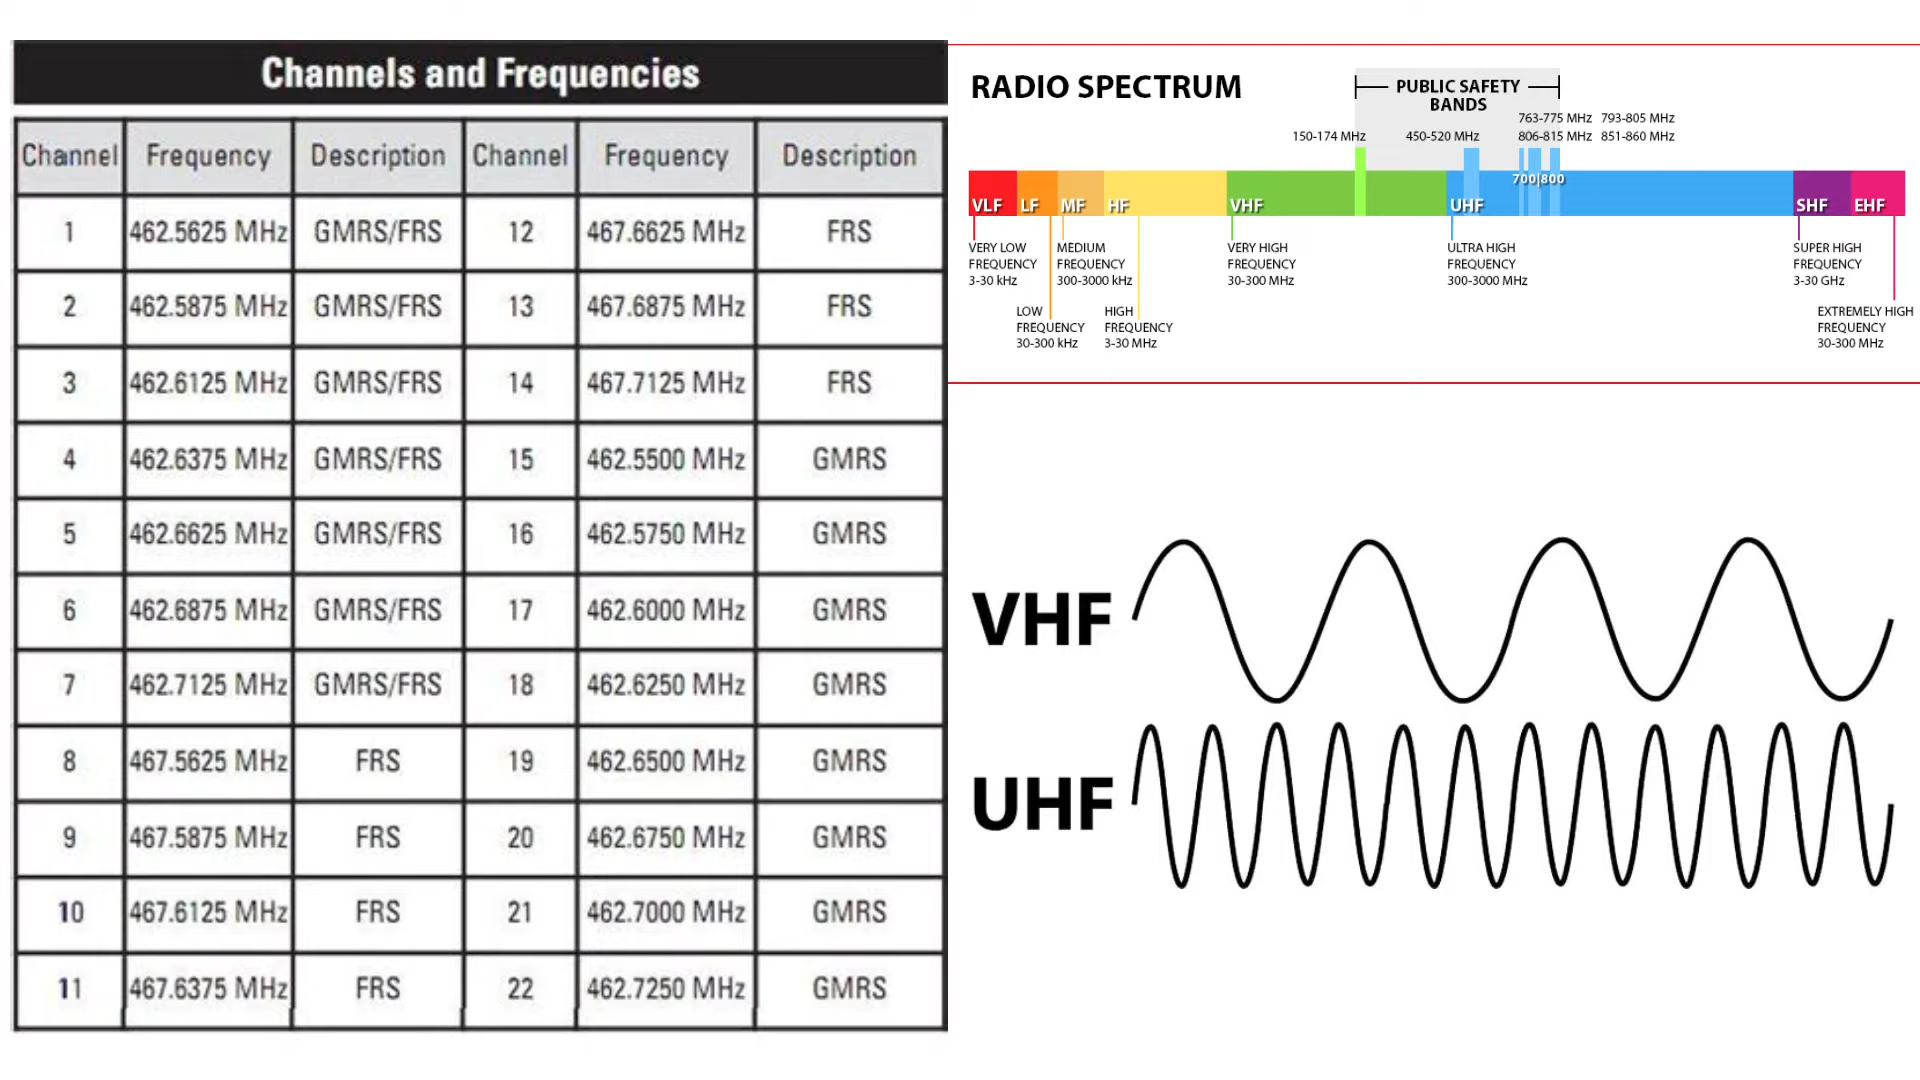 Channels and Frequencies
Channel Frequency Description Channel Frequency Description
1 462.5625 MHz GMRS/FRS 12 467.6625 MHz FRS
2 462.5875 MHz GMRS/FRS 13 467.6875 MHz FRS
3 462.6125 MHz GMRS/FRS 14 467.7125 MHz FRS
4 462.6375 MHz GMRS/FRS 15 462.5500 MHz GMRS
5 462.6625 MHz GMRS/FRS 16 462.5750 MHz GMRS
6 462.6875 MHz GMRS/FRS 17 462.6000 MHz GMRS
7 462.7125 MHz GMRS/FRS 18 462.6250 MHz GMRS
8 467.5625 MHz FRS 19 462.6500 MHz GMRS
9 467.5875 MHz FRS 20 462.6750 MHz GMRS
10 467.6125 MHz FRS 21 462.7000 MHz GMRS
11 467.6375 MHz FRS 22 462.7250 MHz GMRS
RADIO SPECTRUM
PUBLIC SAFETY
BANDS
763-775 MHz 793-805 MHz
150-174 MHz 450-520 MHz 806-815 MHz 851-860 MHz
700|800
VLF LF MF HF VHF UHF SHF EHF
VERY LOW
FREQUENCY
3-30 kHz
LOW
FREQUENCY
30-300 kHz
MEDIUM
FREQUENCY
300-3000 kHz
HIGH
FREQUENCY
3-30 MHz
VERY HIGH
FREQUENCY
30-300 MHz
ULTRA HIGH
FREQUENCY
300-3000 MHz
SUPER HIGH
FREQUENCY
3-30 GHz
EXTREMELY HIGH
FREQUENCY
30-300 MHz
VHF
UHF